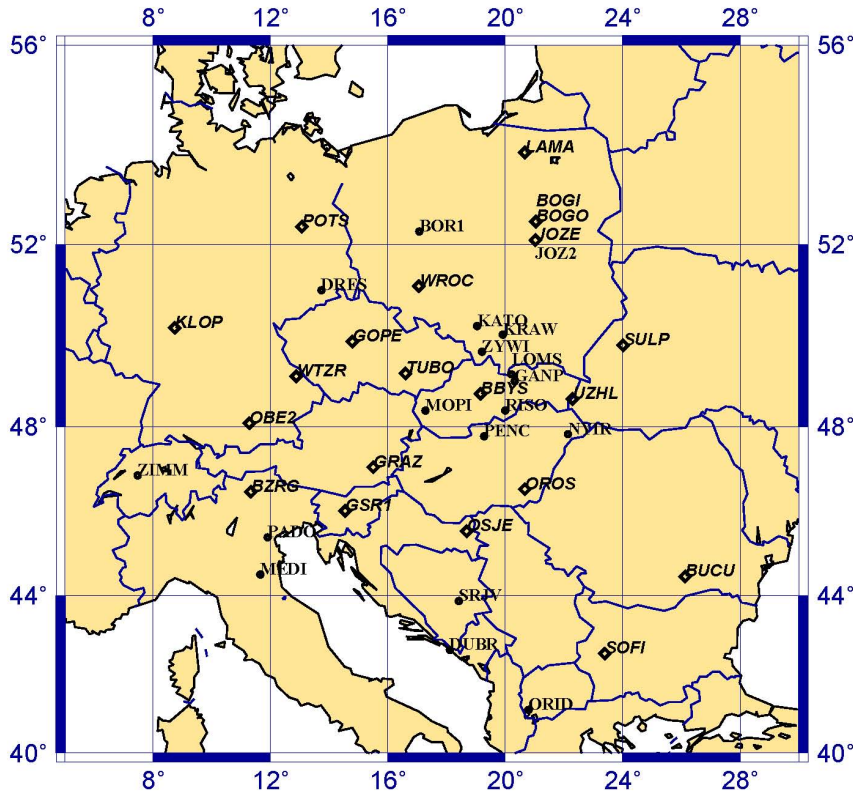 8° 12° 16° 20° 24° 28°
56° 56°
LAMA
BOGI
BOGO
POTS
BOR1
JOZE
52° 52°
JOZ2
WROC
DRES
KLOP
KATO
KRAW
GOPE
SULP
ZYWI
LOMS
WTZR
TUBO
GANP
BBYS
UZHL
MOPI
RISO
OBE2
48° 48°
PENC
NYIR
GRAZ
ZIMM
BZRG
OROS
GSR1
PADO
OSJE
MEDI
BUCU
44° 44°
SRJV
DUBR
SOFI
ORID
40° 40°
8° 12° 16° 20° 24° 28°